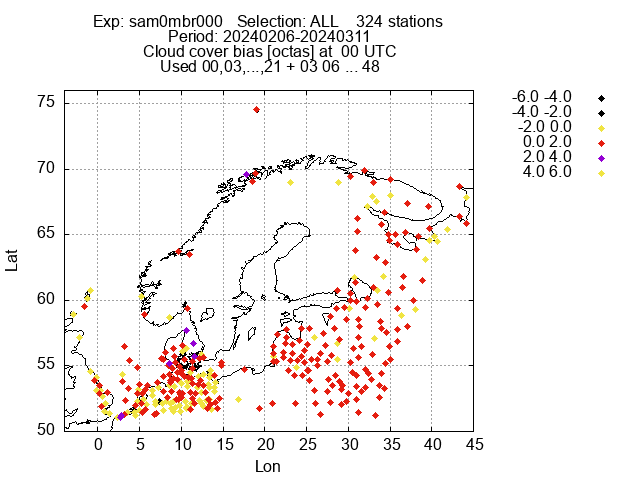 Exp: sam0mbr000 Selection: ALL 324 stations
Period: 20240206-20240311
Cloud cover bias [octas] at 00 UTC
Used 00,03,...,21 + 03 06 ... 48
-6.0 -4.0
-4.0 -2.0
-2.0 0.0
0.0 2.0
2.0 4.0
4.0 6.0
75
70
65
60
55
50
Lat
0 5 10 15 20 25 30 35 40 45
Lon